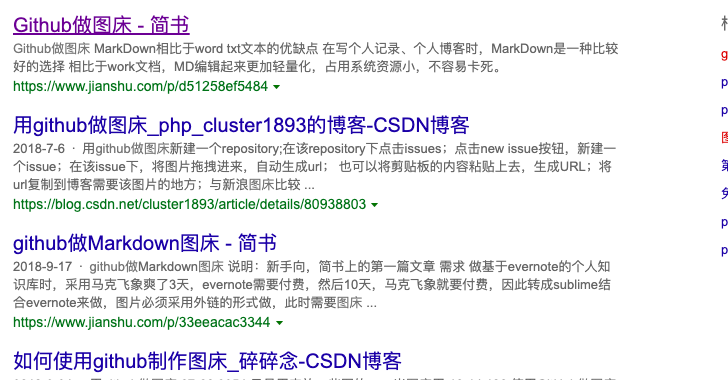 Github做图床 - 简书
Github做图床 MarkDown相比于word txt文本的优缺点 在写个人记录、个人博客时，MarkDown是一种比较
好的选择 相比于work文档，MD编辑起来更加轻量化，占用系统资源小，不容易卡死。
https://www.jianshu.com/p/d51258ef5484
用github做图床_php_cluster1893的博客-CSDN博客
2018-7-6 · 用github做图床新建一个repository;在该repository下点击issues；点击new issue按钮，新建一
个issue；在该issue下，将图片拖拽进来，自动生成url； 也可以将剪贴板的内容粘贴上去，生成URL；将
url复制到博客需要该图片的地方；与新浪图床比较 ...
https://blog.csdn.net/cluster1893/article/details/80938803
github做Markdown图床 - 简书
2018-9-17 · github做Markdown图床 说明：新手向，简书上的第一篇文章 需求 做基于evernote的个人知
识库时，采用马克飞象爽了3天，evernote需要付费，然后10天，马克飞象就要付费，因此转成sublime结
合evernote来做，图片必须采用外链的形式做，此时需要图床 ...
https://www.jianshu.com/p/33eeacac3344
如何使用github制作图床_碎碎念-CSDN博客